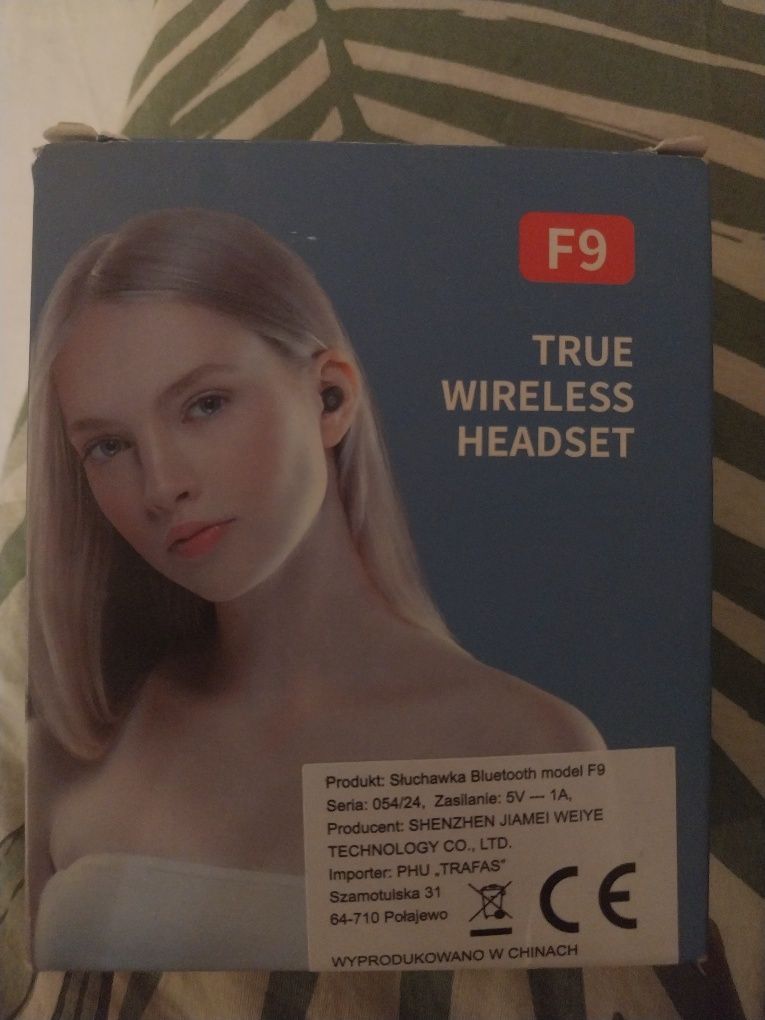 F9
TRUE
WIRELESS
HEADSET
Produkt: Słuchawka Bluetooth model F9
Seria: 054/24, Zasilanie: 5V --- 1A,
Producent: SHENZHEN JIAMEI WEIYE
TECHNOLOGY CO., LTD.
Importer: PHU „TRAFAS"
Szamotulska 31
64-710 Połajewo
CE
WYPRODUKOWANO W CHINACH